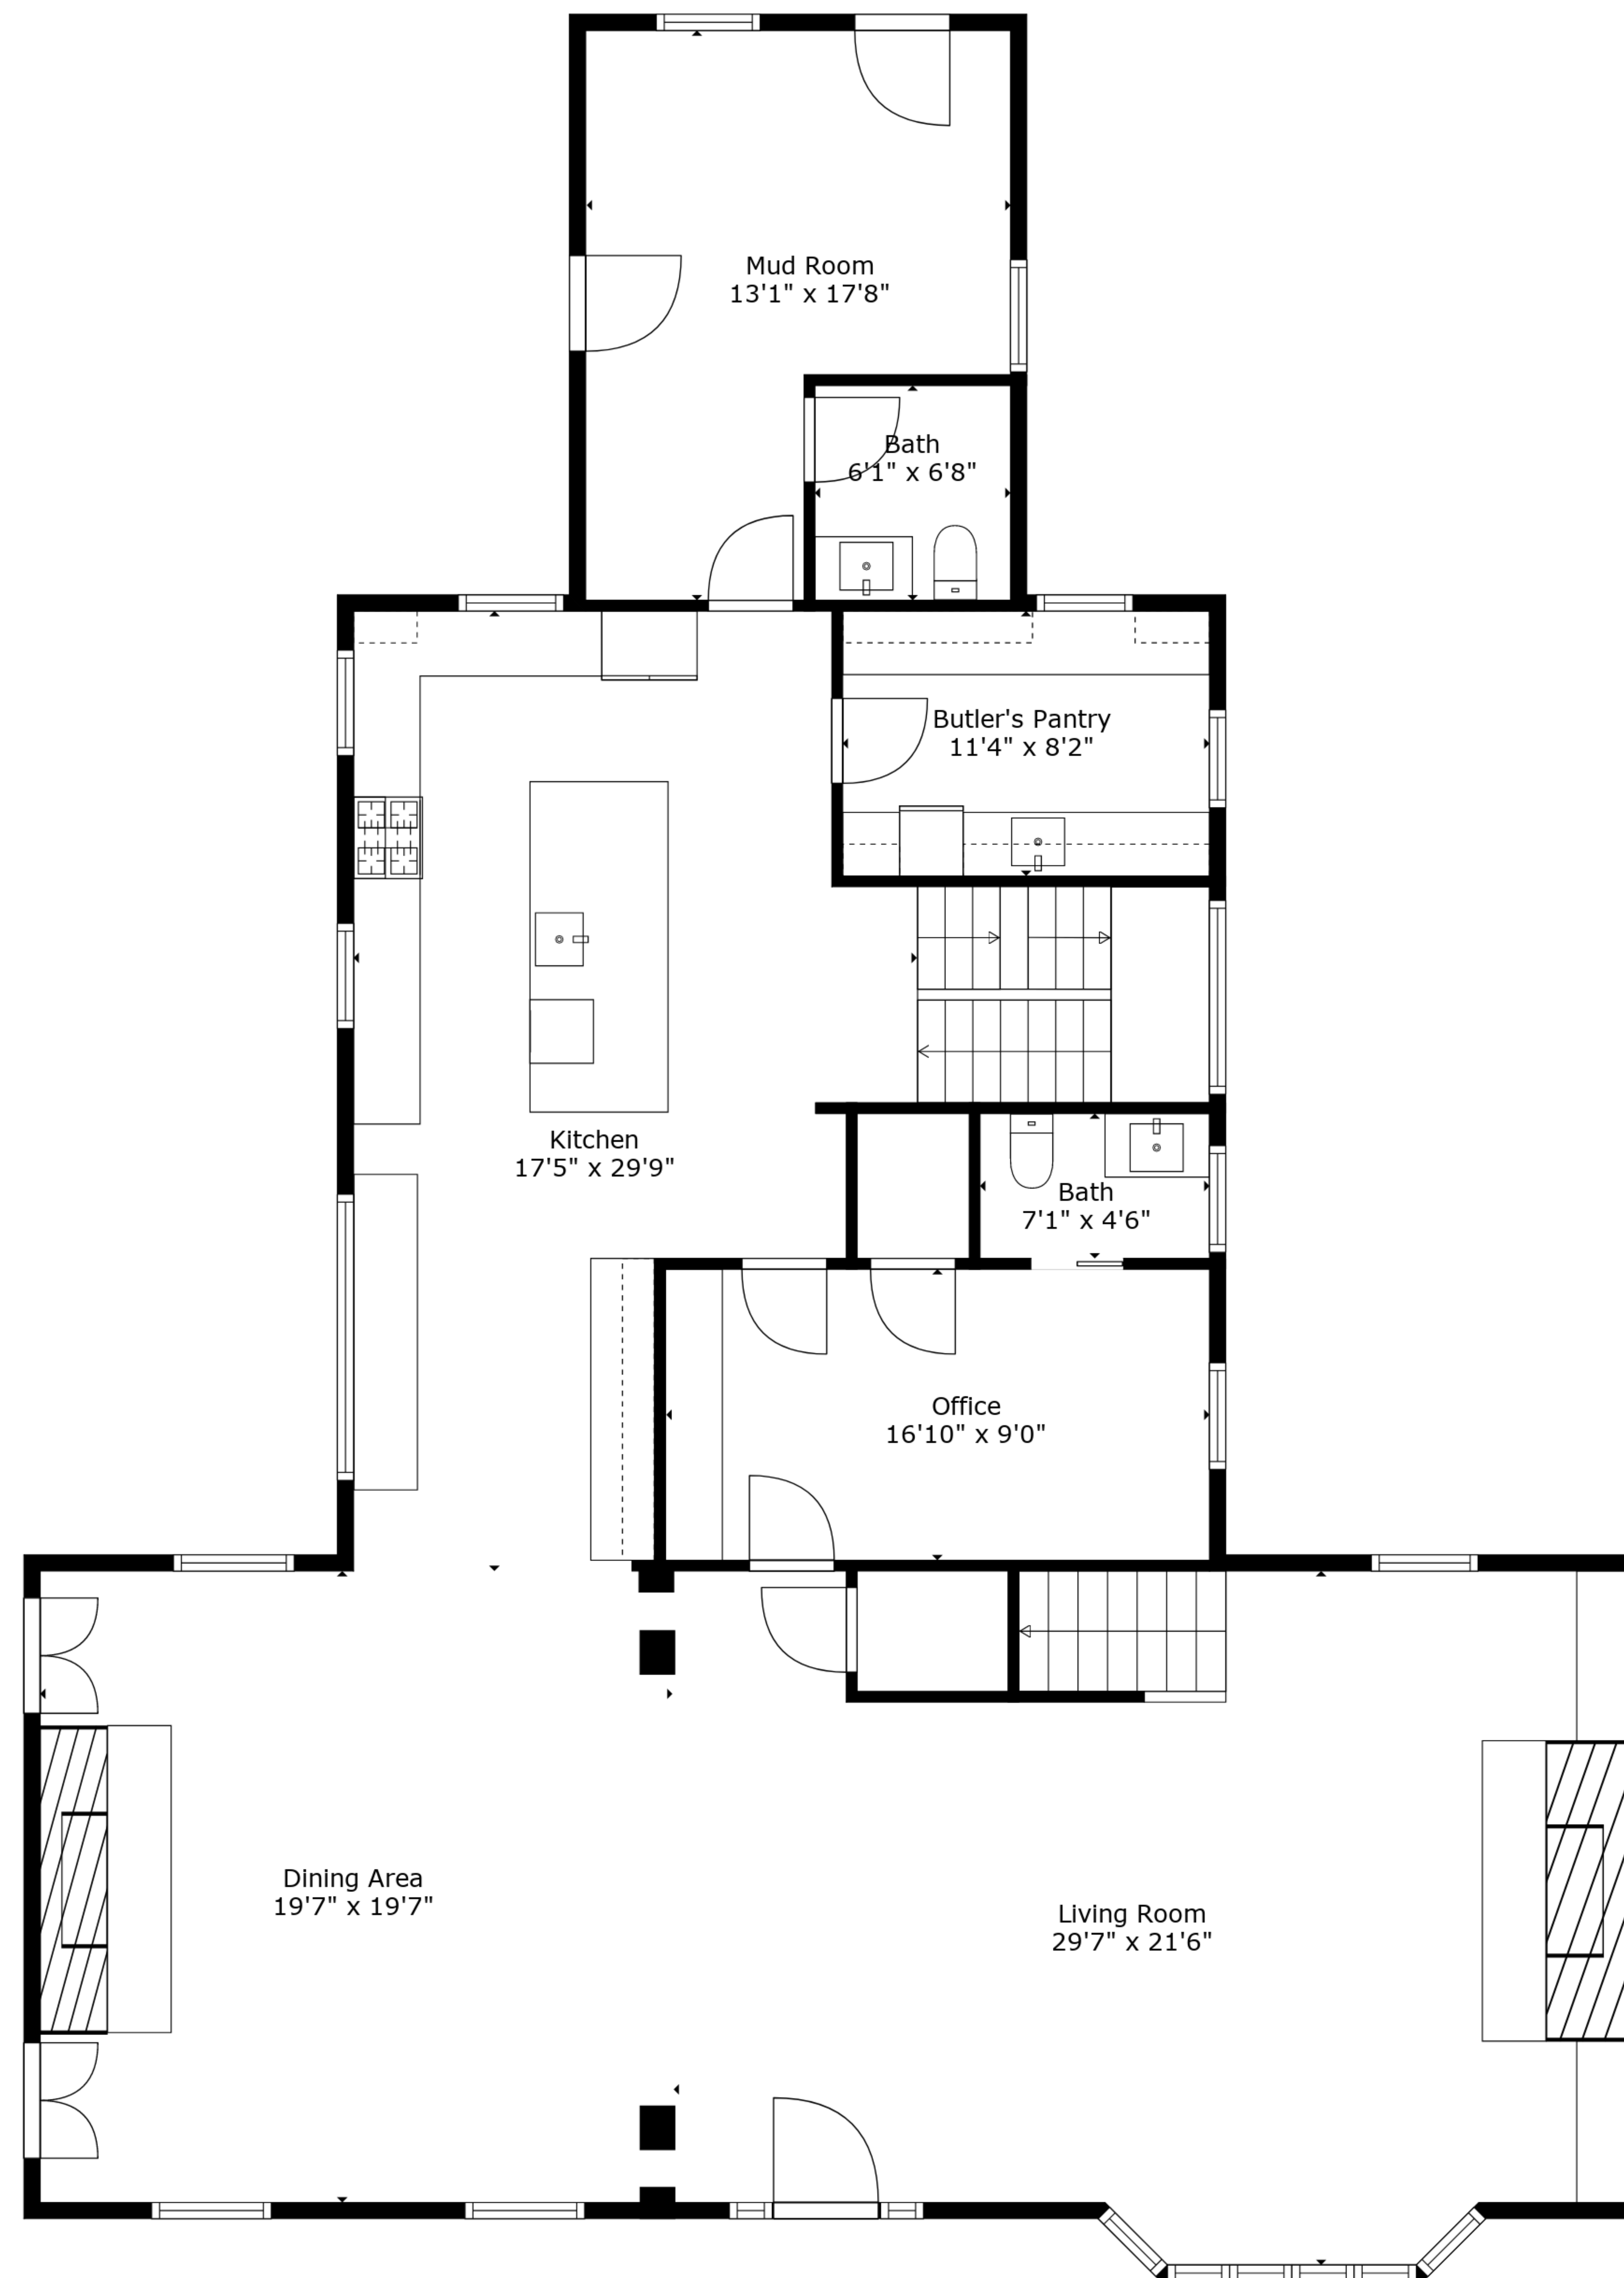 Mud Room
13'1" x 17'8"
Bath
6'1" x 6'8"
Butler's Pantry
11'4" x 8'2"
Kitchen
17'5" x 29'9"
Bath
7'1" x 4'6"
Office
16'10" x 9'0"
Dining Area
19'7" x 19'7"
Living Room
29'7" x 21'6"